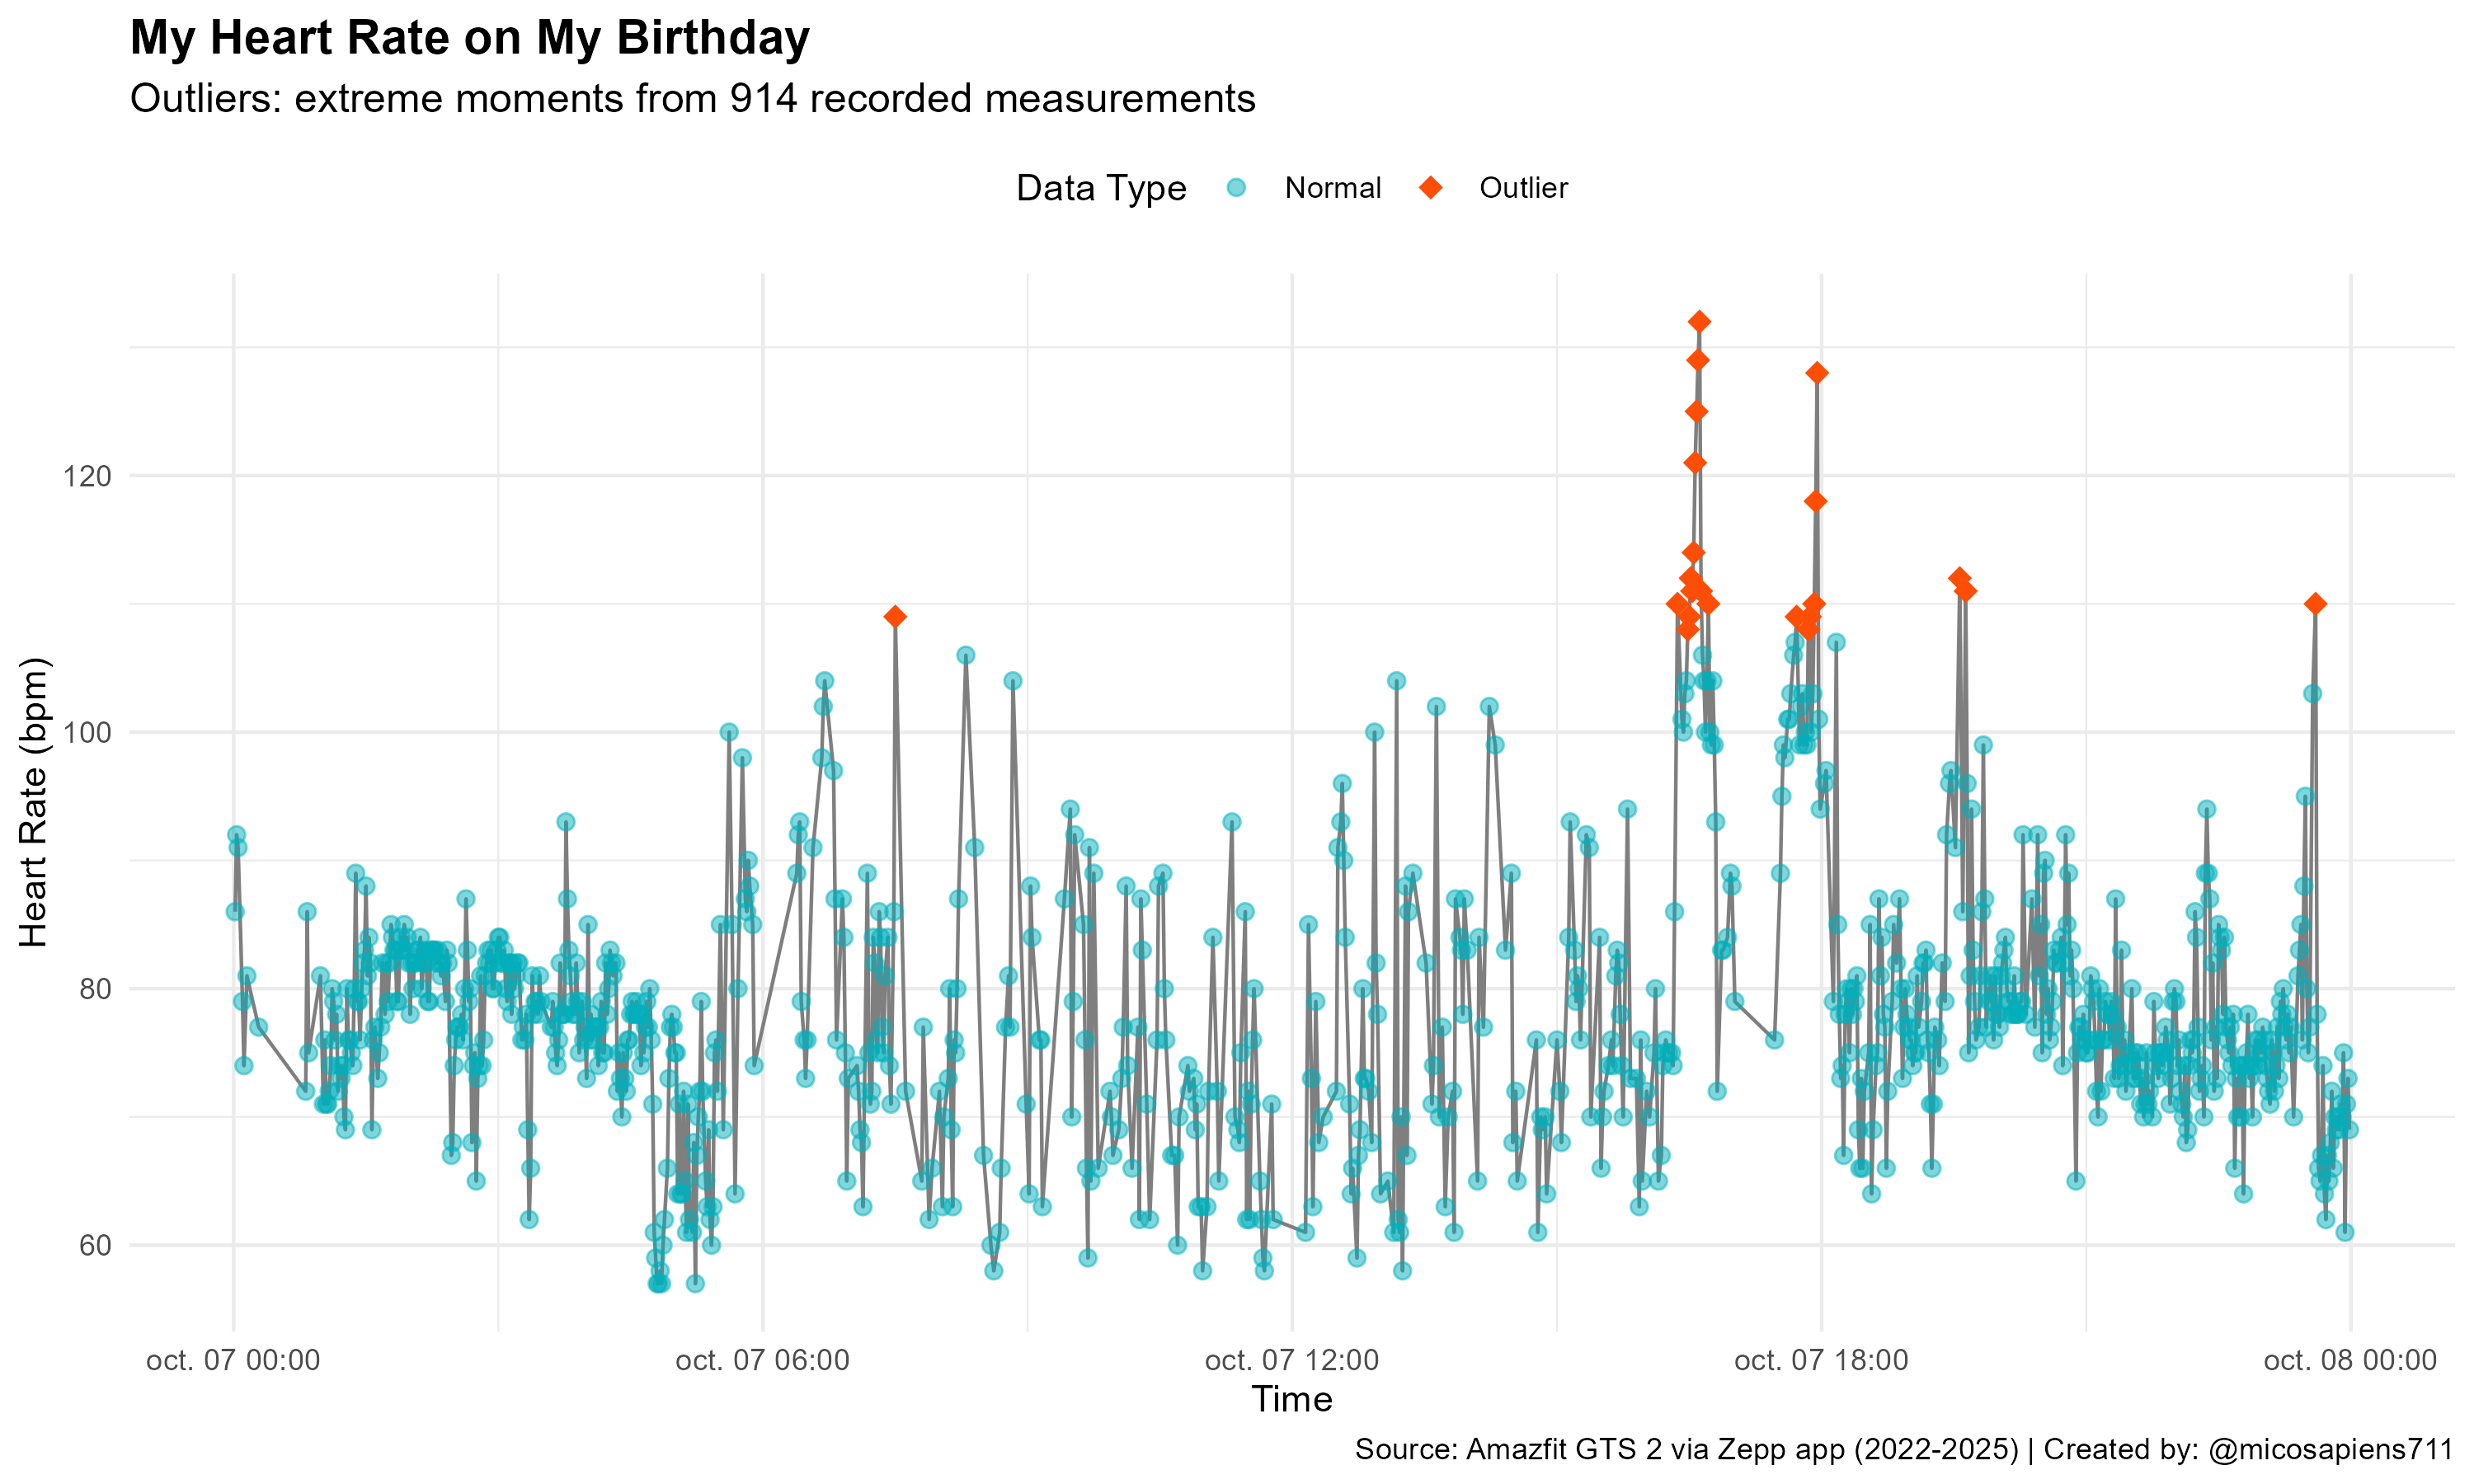 My Heart Rate on My Birthday
Outliers: extreme moments from 914 recorded measurements
Data Type Normal Outlier
Heart Rate (bpm)
120
100
80
60
oct. 07 00:00 oct. 07 06:00 oct. 07 12:00 oct. 07 18:00 oct. 08 00:00
Time
Source: Amazfit GTS 2 via Zepp app (2022-2025) | Created by: @micosapiens711